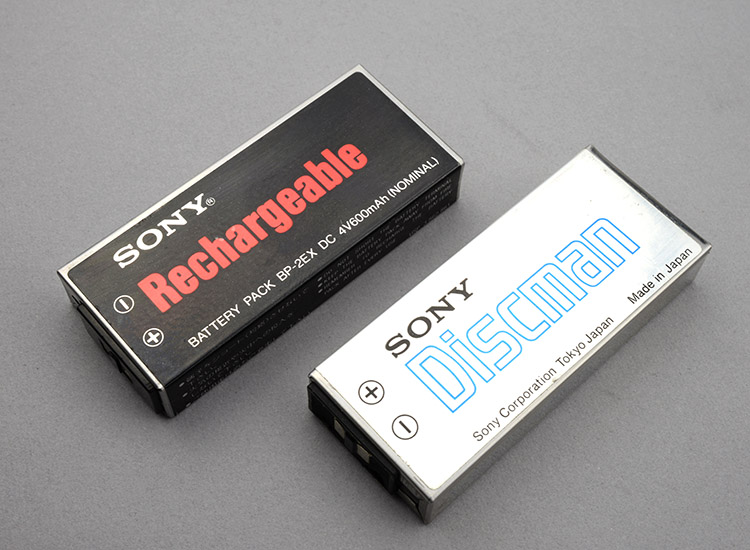 SONY®
Rechargeable
BATTERY PACK BP-2EX DC 4V600mAh (NOMINAL)
SONY
Discman
Sony Corporation Tokyo Japan Made in Japan